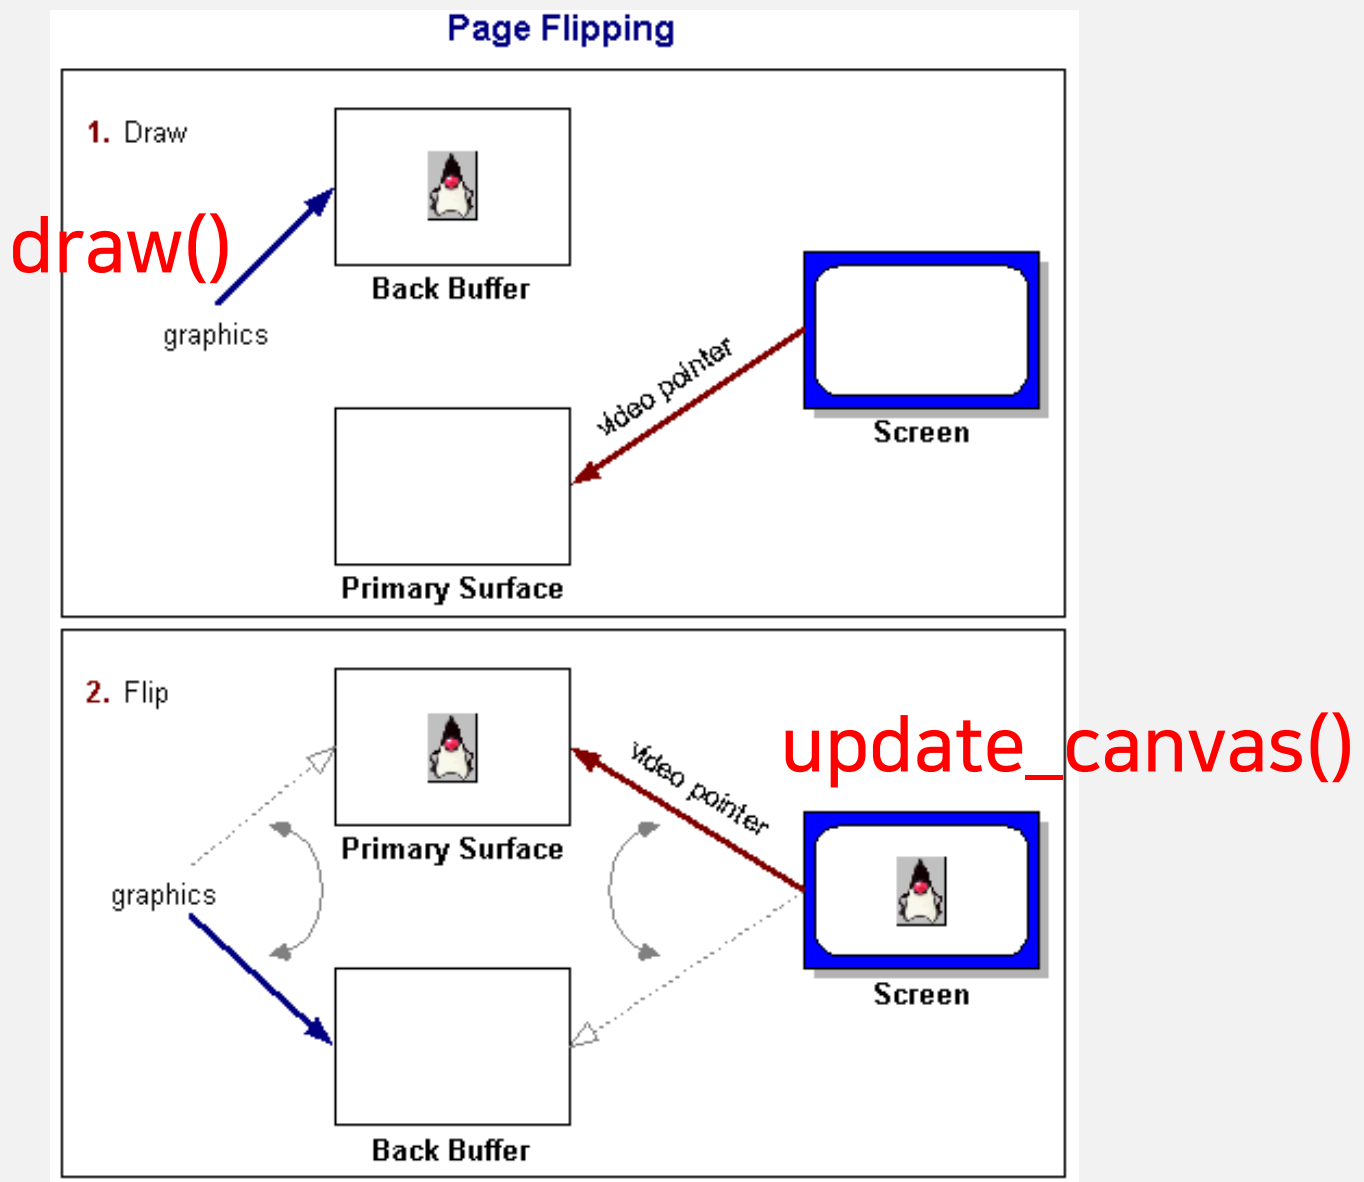 Page Flipping
1. Draw
draw()
Back Buffer
graphics
video pointer
Screen
Primary Surface
2. Flip
update_canvas()
video pointer
Primary Surface
graphics
Screen
Back Buffer